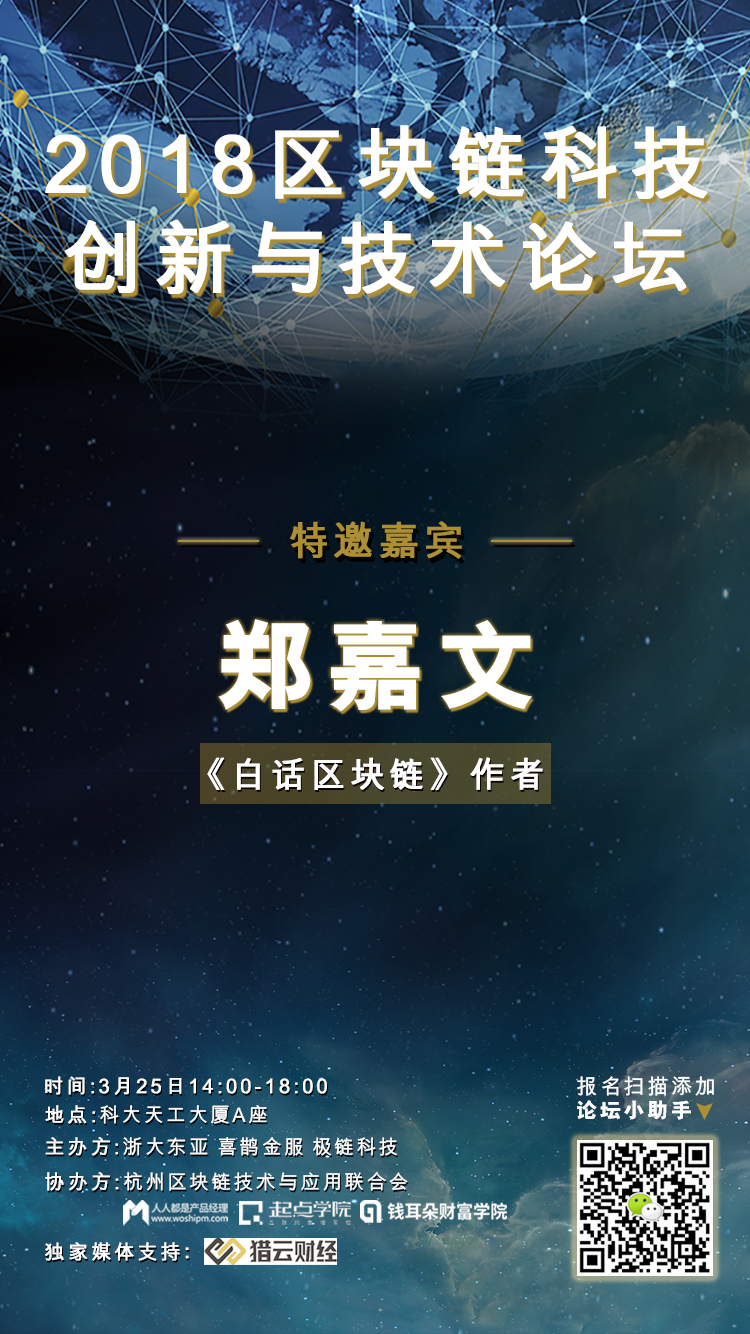 2018区块链科技
创新与技术论坛
特邀嘉宾
郑嘉文
《白话区块链》作者
时间:3月25日14:00-18:00
地点:科大天工大厦A座
主办方:浙大东亚 喜鹊金服 极链科技
协办方:杭州区块链技术与应用联合会
人人都是产品经理
www.woshipm.com
起点学院
钱耳朵财富学院
独家媒体支持:
猎云财经
报名扫描添加
论坛小助手